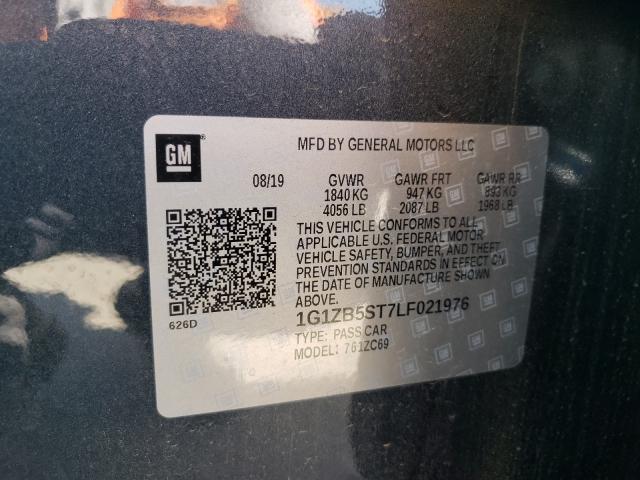 GM
MFD BY GENERAL MOTORS LLC
08/19 GVWR GAWR FRT GAWR RR
1840 KG 947 KG 893 KG
4056 LB 2087 LB 1968 LB
THIS VEHICLE CONFORMS TO ALL
APPLICABLE U.S. FEDERAL MOTOR
VEHICLE SAFETY, BUMPER, AND THEFT
PREVENTION STANDARDS IN EFFECT ON
THE DATE OF MANUFACTURE SHOWN
ABOVE.
626D
1G1ZB5ST7LF021976
TYPE: PASS CAR
MODEL: 761ZC69